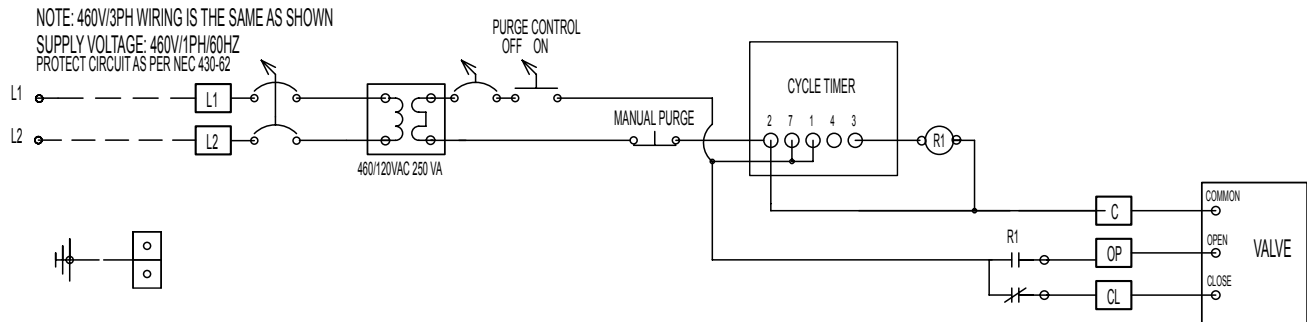 NOTE: 460V/3PH WIRING IS THE SAME AS SHOWN
SUPPLY VOLTAGE: 460V/1PH/60HZ
PROTECT CIRCUIT AS PER NEC 430-62
PURGE CONTROL
OFF ON
L1
L1
L2
L2
460/120VAC 250 VA
MANUAL PURGE
CYCLE TIMER
2 7 1 4 3
R1
C
COMMON
R1
OP
OPEN
VALVE
CL
CLOSE